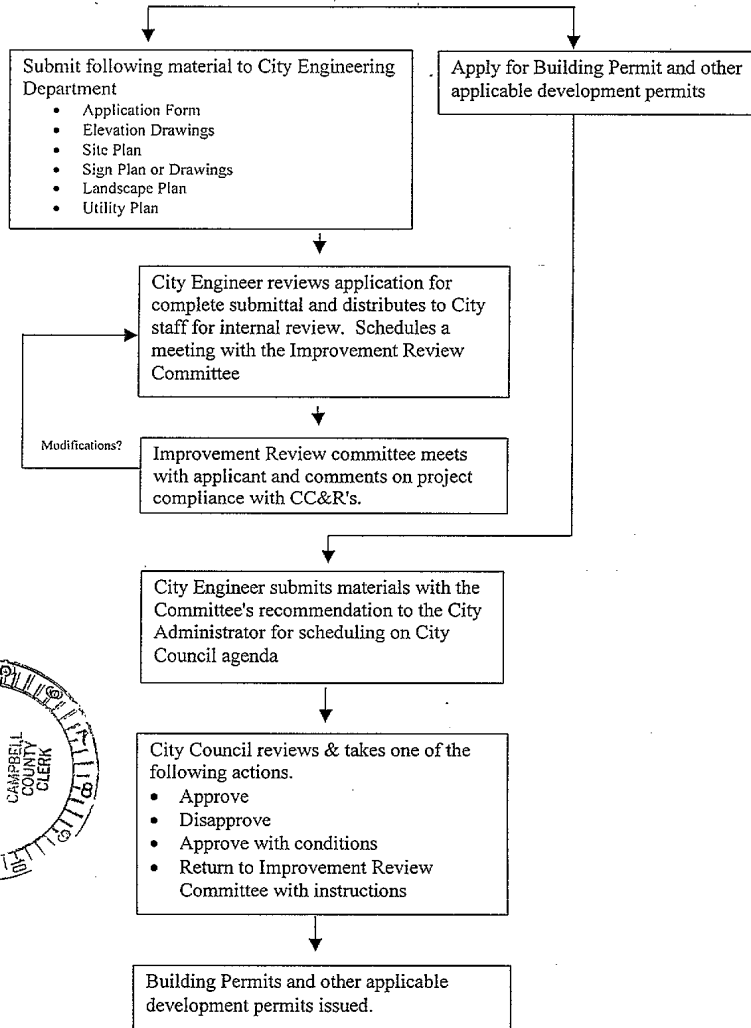 Submit following material to City Engineering
Department
• Application Form
• Elevation Drawings
• Site Plan
• Sign Plan or Drawings
• Landscape Plan
• Utility Plan
Apply for Building Permit and other
applicable development permits
City Engineer reviews application for
complete submittal and distributes to City
staff for internal review. Schedules a
meeting with the Improvement Review
Committee
Modifications?
Improvement Review committee meets
with applicant and comments on project
compliance with CC&R's.
City Engineer submits materials with the
Committee's recommendation to the City
Administrator for scheduling on City
Council agenda
CAMPBELL
COUNTY
CLERK
City Council reviews & takes one of the
following actions.
• Approve
• Disapprove
• Approve with conditions
• Return to Improvement Review
Committee with instructions
Building Permits and other applicable
development permits issued.